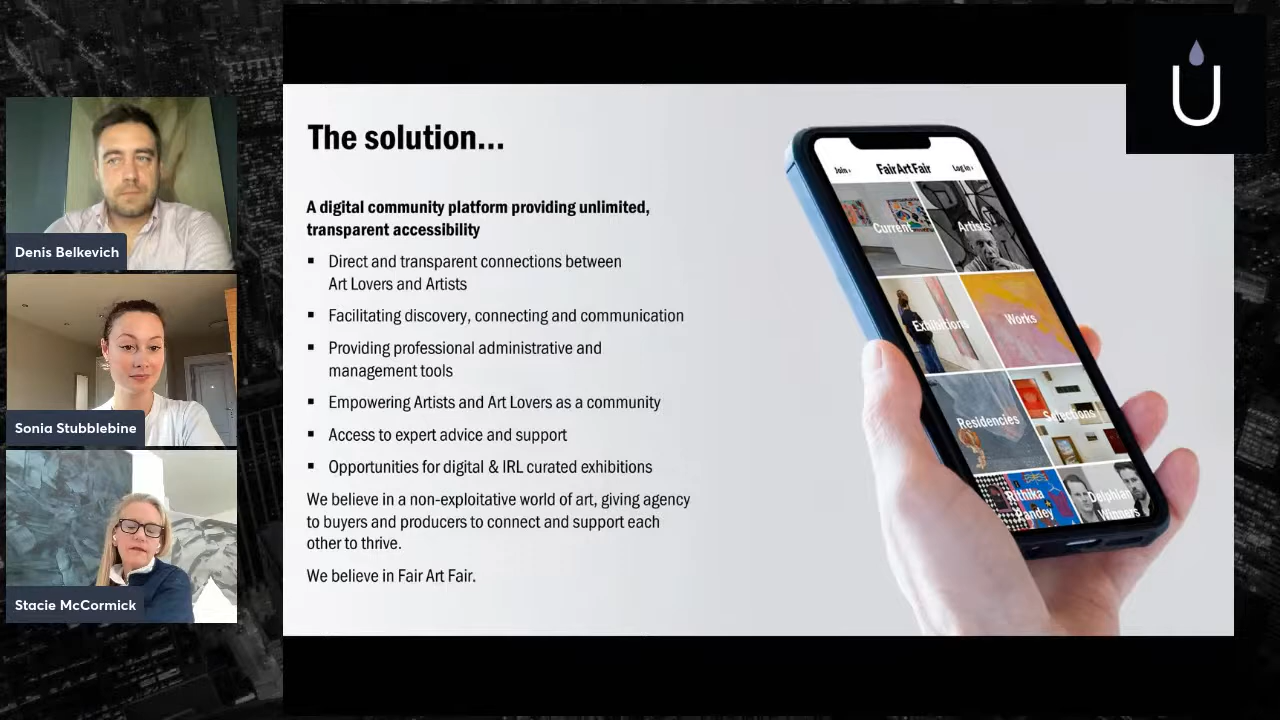 The solution...
A digital community platform providing unlimited,
transparent accessibility
▪ Direct and transparent connections between
Art Lovers and Artists
▪ Facilitating discovery, connecting and communication
▪ Providing professional administrative and
management tools
▪ Empowering Artists and Art Lovers as a community
▪ Access to expert advice and support
▪ Opportunities for digital & IRL curated exhibitions
We believe in a non-exploitative world of art, giving agency
to buyers and producers to connect and support each
other to thrive.
We believe in Fair Art Fair.
Join ›
FairArtFair
Log in ›
Current
Artists
Exhibitions
Works
Residencies
Selections
Rithika
Pandey
Delphian
Winners
Denis Belkevich
Sonia Stubblebine
Stacie McCormick
U